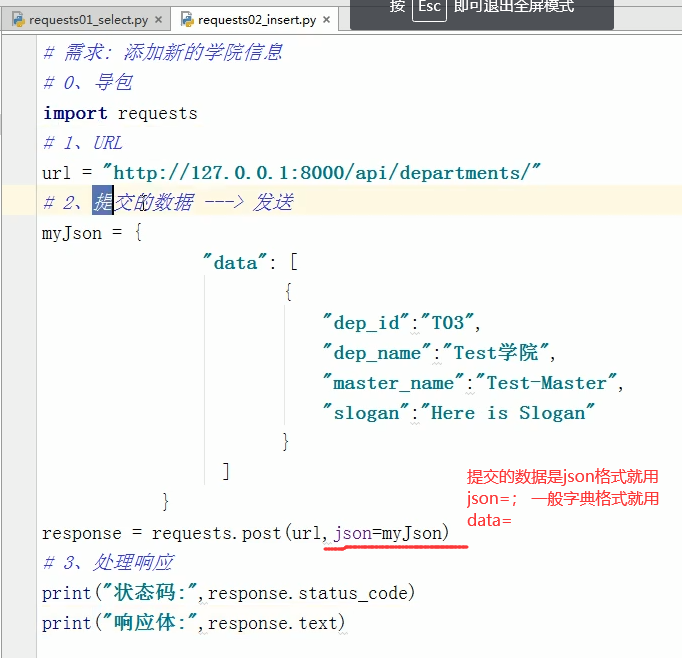 requests01_select.py × requests02_insert.py × 按 Esc 即可退出全屏模式
# 需求: 添加新的学院信息
# 0、导包
import requests
# 1、URL
url = "http://127.0.0.1:8000/api/departments/"
# 2、提交的数据 ---> 发送
myJson = {
"data": [
{
"dep_id":"T03",
"dep_name":"Test学院",
"master_name":"Test-Master",
"slogan":"Here is Slogan"
}
]
}
提交的数据是json格式就用
json=； 一般字典格式就用
data=
response = requests.post(url,json=myJson)
# 3、处理响应
print("状态码:",response.status_code)
print("响应体:",response.text)